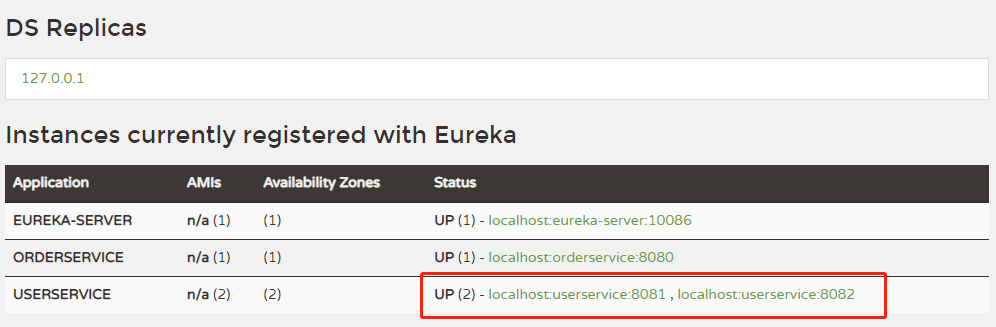 DS Replicas
127.0.0.1
Instances currently registered with Eureka
Application AMIs Availability Zones Status
EUREKA-SERVER n/a (1) (1) UP (1) - localhost:eureka-server:10086
ORDERSERVICE n/a (1) (1) UP (1) - localhost:orderservice:8080
USERSERVICE n/a (2) (2) UP (2) - localhost:userservice:8081 , localhost:userservice:8082